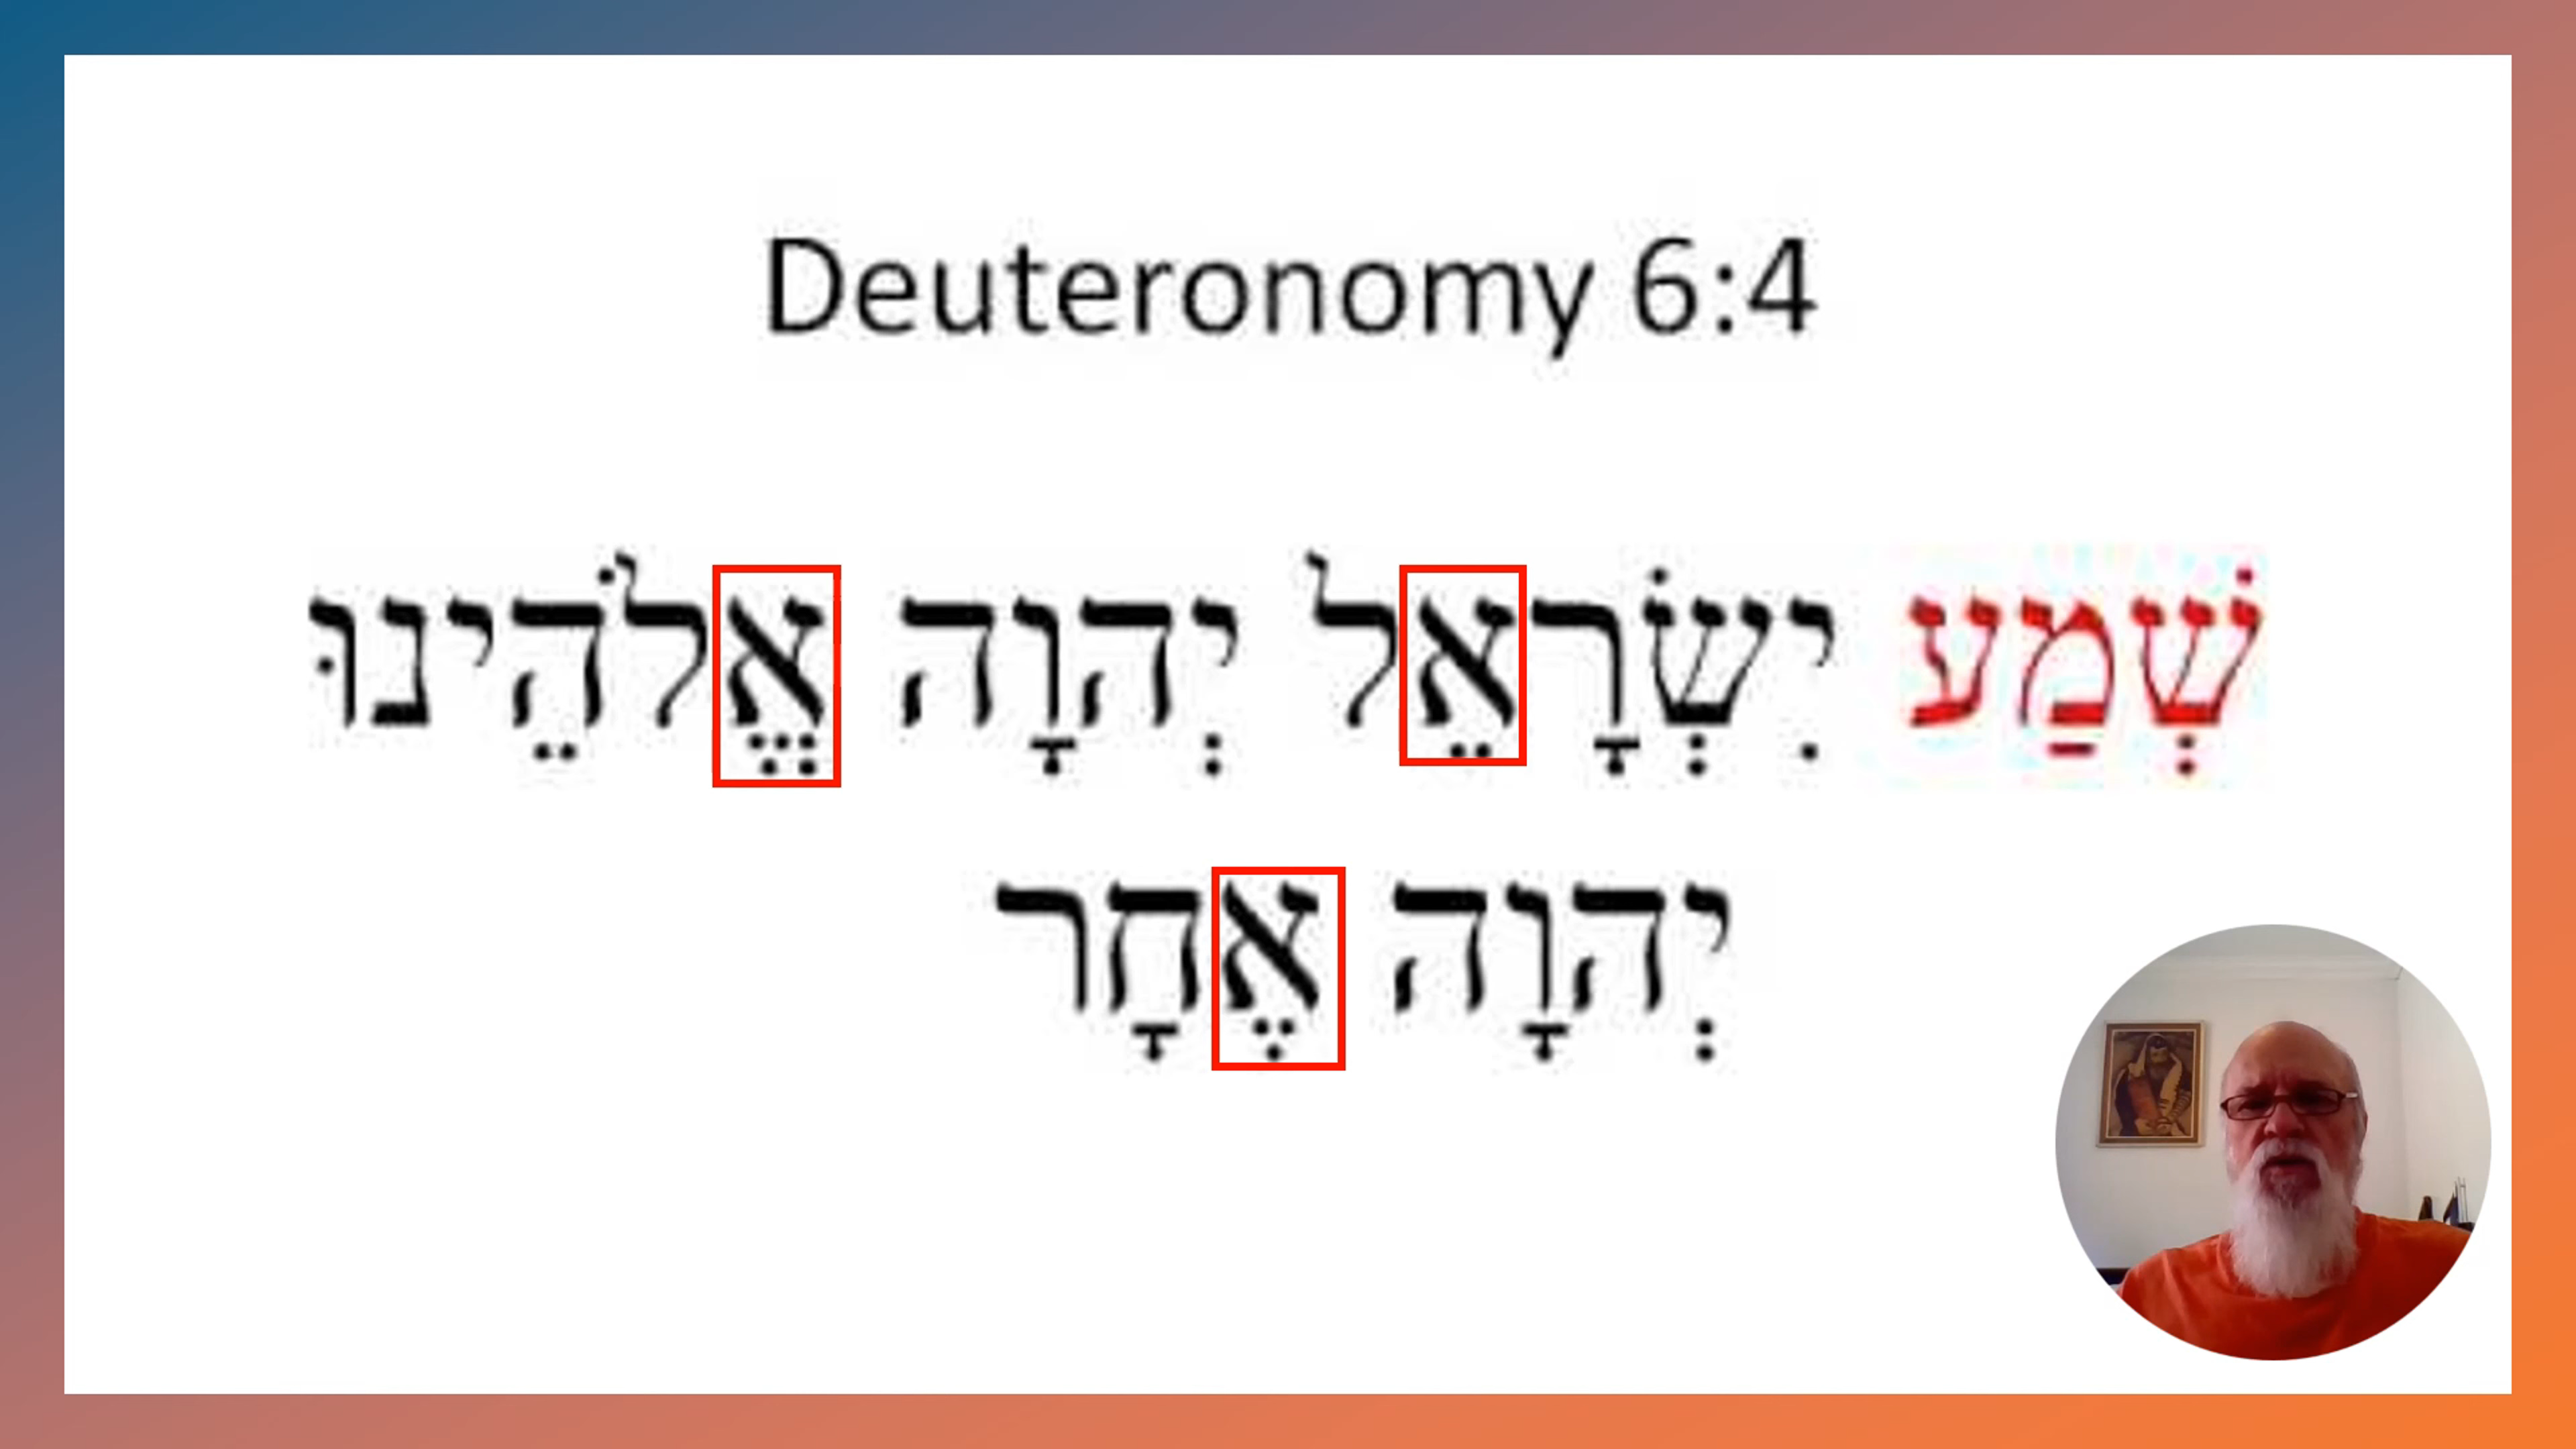 Deuteronomy 6:4
שְׁמַע יִשְׂרָאֵל יְהוָה אֱלֹהֵינוּ
יְהוָה אֶחָר